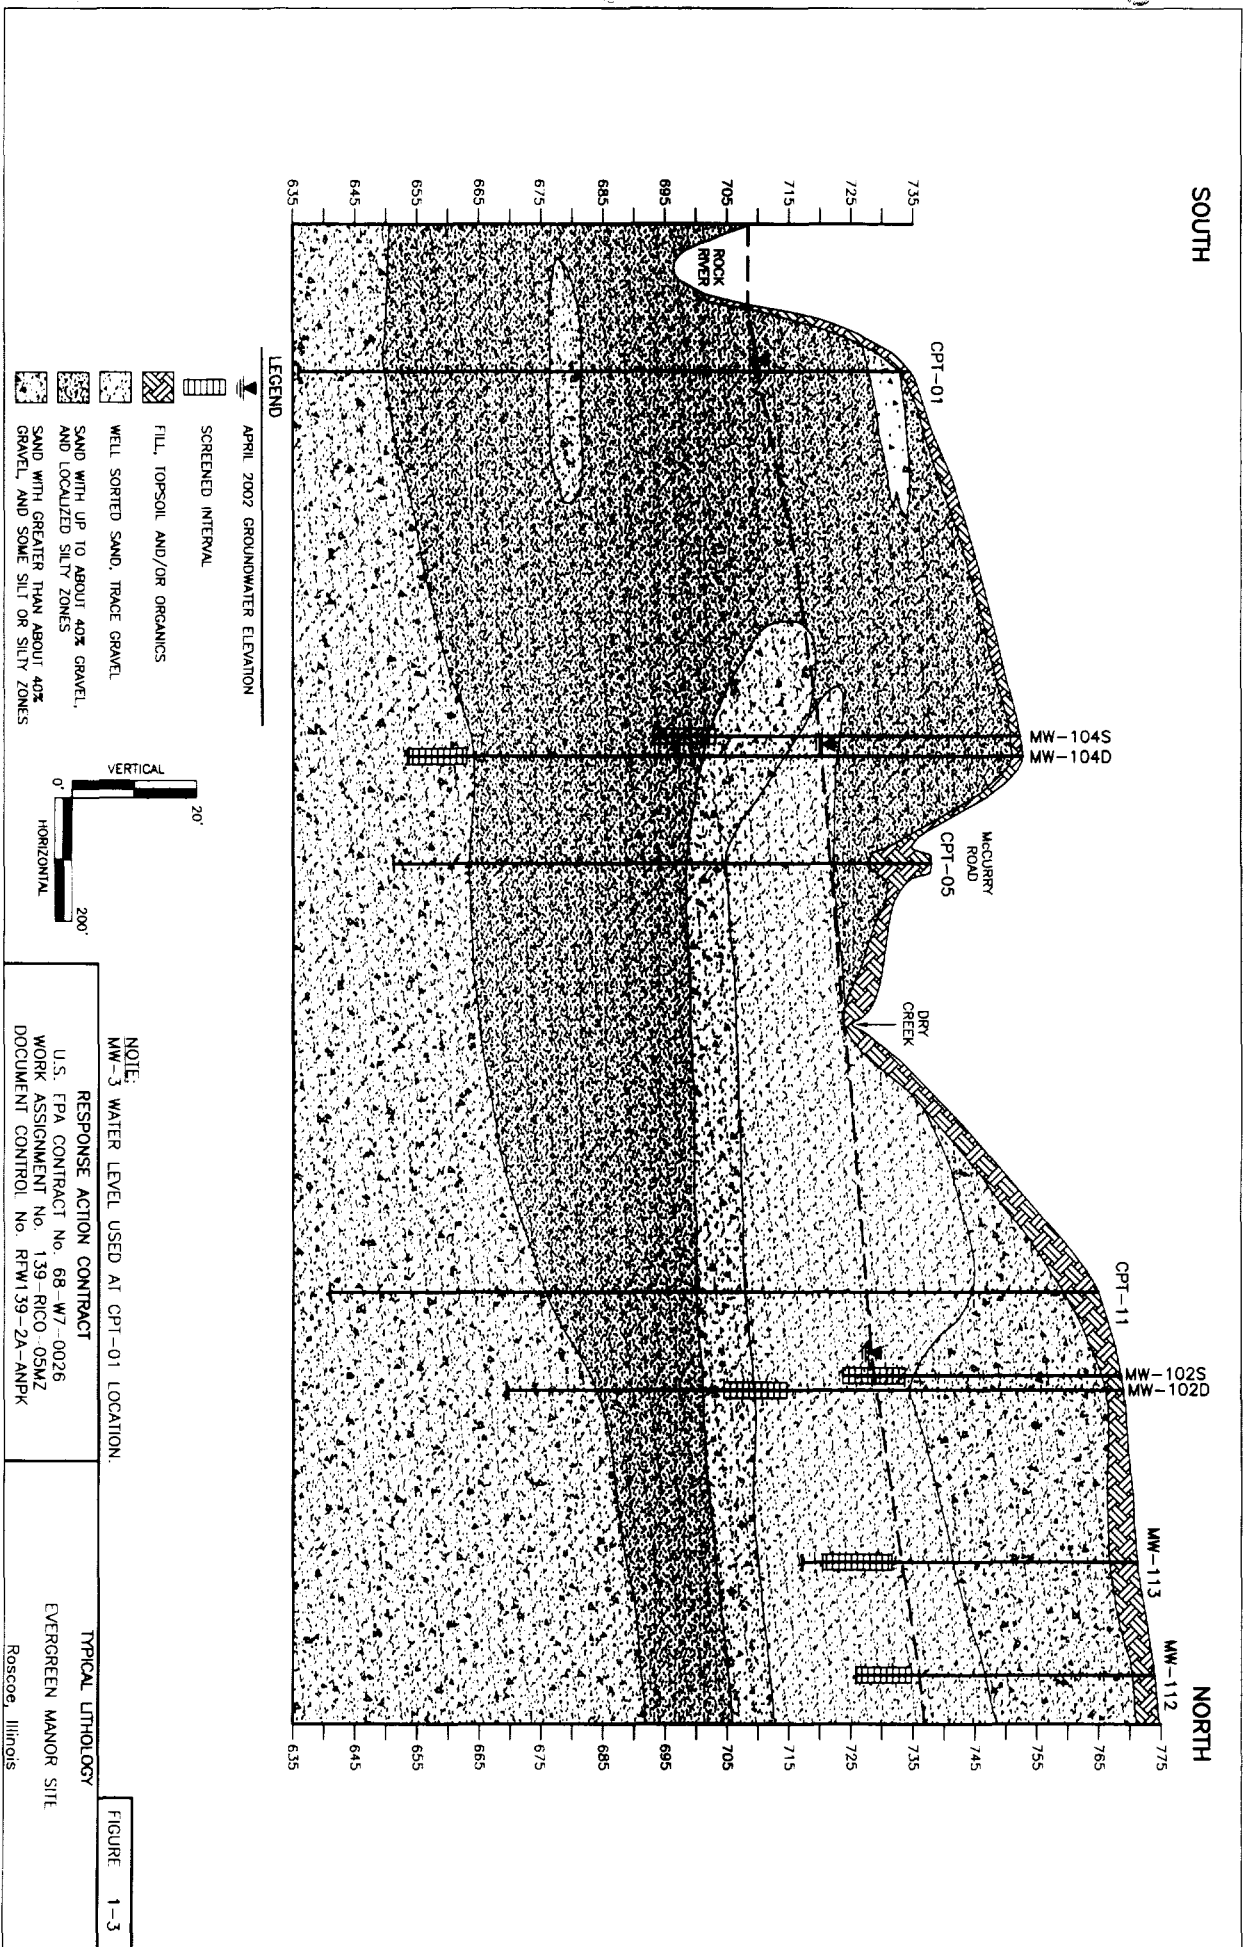 SOUTH
NORTH
CPT-01
MW-104S
MW-104D
McCURRY
ROAD
CPT-05
DRY
CREEK
CPT-11
MW-102S
MW-102D
MW-113
MW-112
ROCK
RIVER
735
725
715
705
695
685
675
665
655
645
635
775
765
755
745
735
725
715
705
695
685
675
665
655
645
635
LEGEND
APRIL 2002 GROUNDWATER ELEVATION
SCREENED INTERVAL
FILL, TOPSOIL AND/OR ORGANICS
WELL SORTED SAND, TRACE GRAVEL
SAND WITH UP TO ABOUT 40% GRAVEL,
AND LOCALIZED SILTY ZONES
SAND WITH GREATER THAN ABOUT 40%
GRAVEL, AND SOME SILT OR SILTY ZONES
VERTICAL
20'
0'
HORIZONTAL
200'
NOTE:
MW-3 WATER LEVEL USED AT CPT-01 LOCATION
RESPONSE ACTION CONTRACT
U.S. EPA CONTRACT No. 68-W7-0026
WORK ASSIGNMENT No. 139-RICO-05MZ
DOCUMENT CONTROL No. RFW139-2A-ANPK
FIGURE 1-3
TYPICAL LITHOLOGY
EVERGREEN MANOR SITE
Roscoe, Illinois